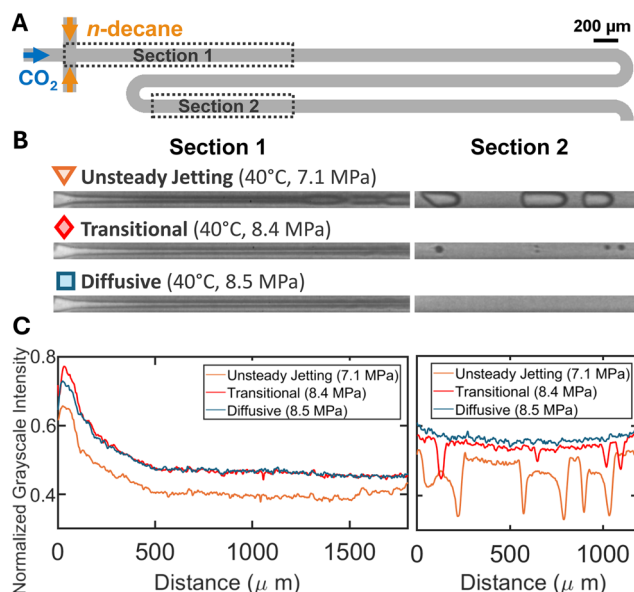 A
n-decane
200 μm
Section 1
CO2
Section 2
B
Section 1
Section 2
Unsteady Jetting (40°C, 7.1 MPa)
Transitional (40°C, 8.4 MPa)
Diffusive (40°C, 8.5 MPa)
C
Normalized Grayscale Intensity
0.8
0.6
0.4
Unsteady Jetting (7.1 MPa)
Transitional (8.4 MPa)
Diffusive (8.5 MPa)
0 500 1000 1500
Distance (μ m)
Unsteady Jetting (7.1 MPa)
Transitional (8.4 MPa)
Diffusive (8.5 MPa)
0 500 1000
Distance (μ m)